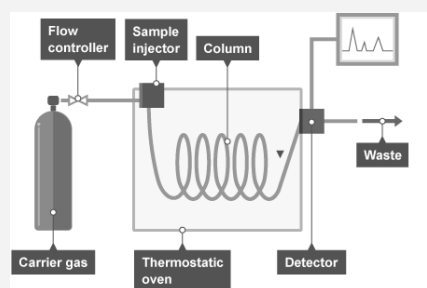 Flow
controller
Sample
injector
Column
Waste
Carrier gas
Thermostatic
oven
Detector